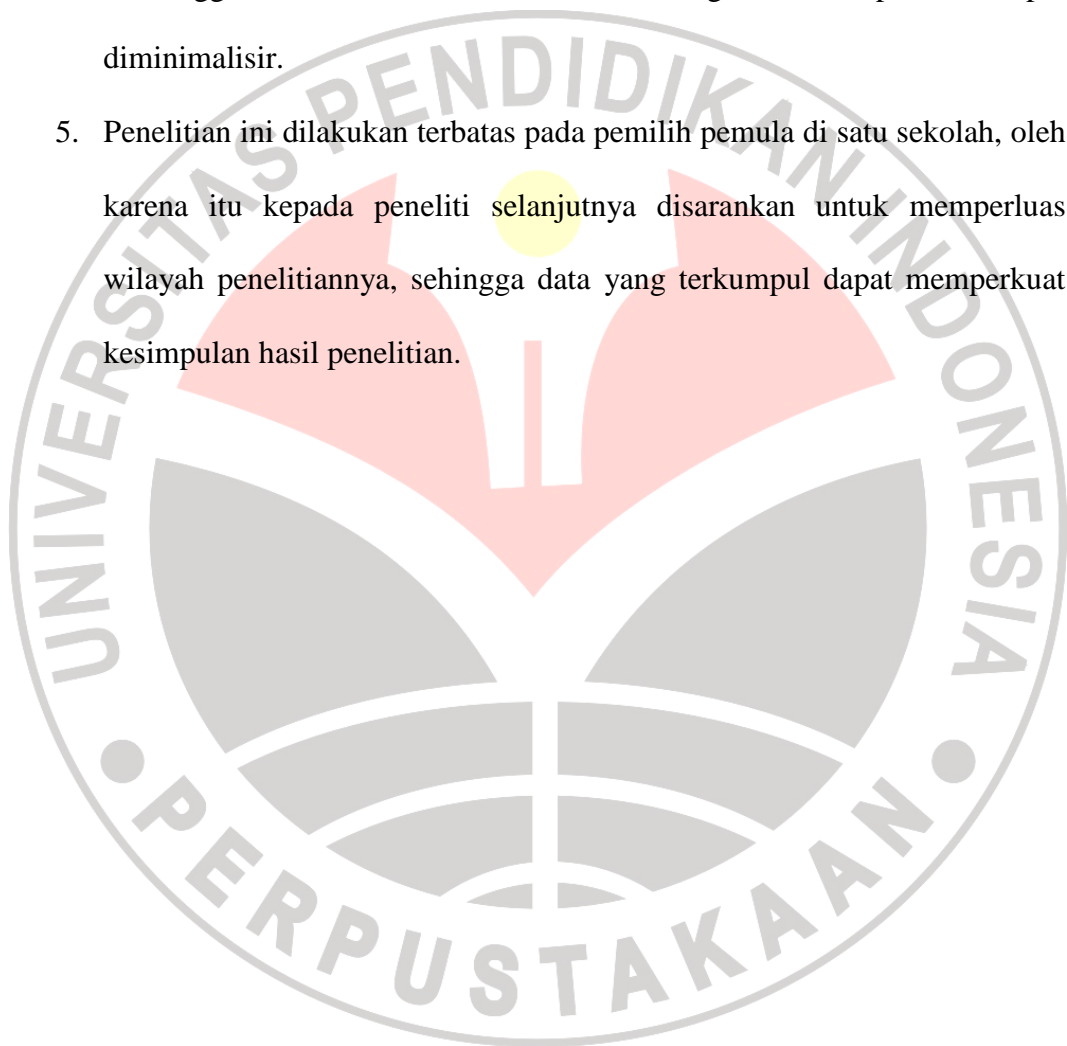 diminimalisir.
5. Penelitian ini dilakukan terbatas pada pemilih pemula di satu sekolah, oleh
karena itu kepada peneliti selanjutnya disarankan untuk memperluas
wilayah penelitiannya, sehingga data yang terkumpul dapat memperkuat
kesimpulan hasil penelitian.
UNIVERSITAS PENDIDIKAN INDONESIA
PERPUSTAKAAN